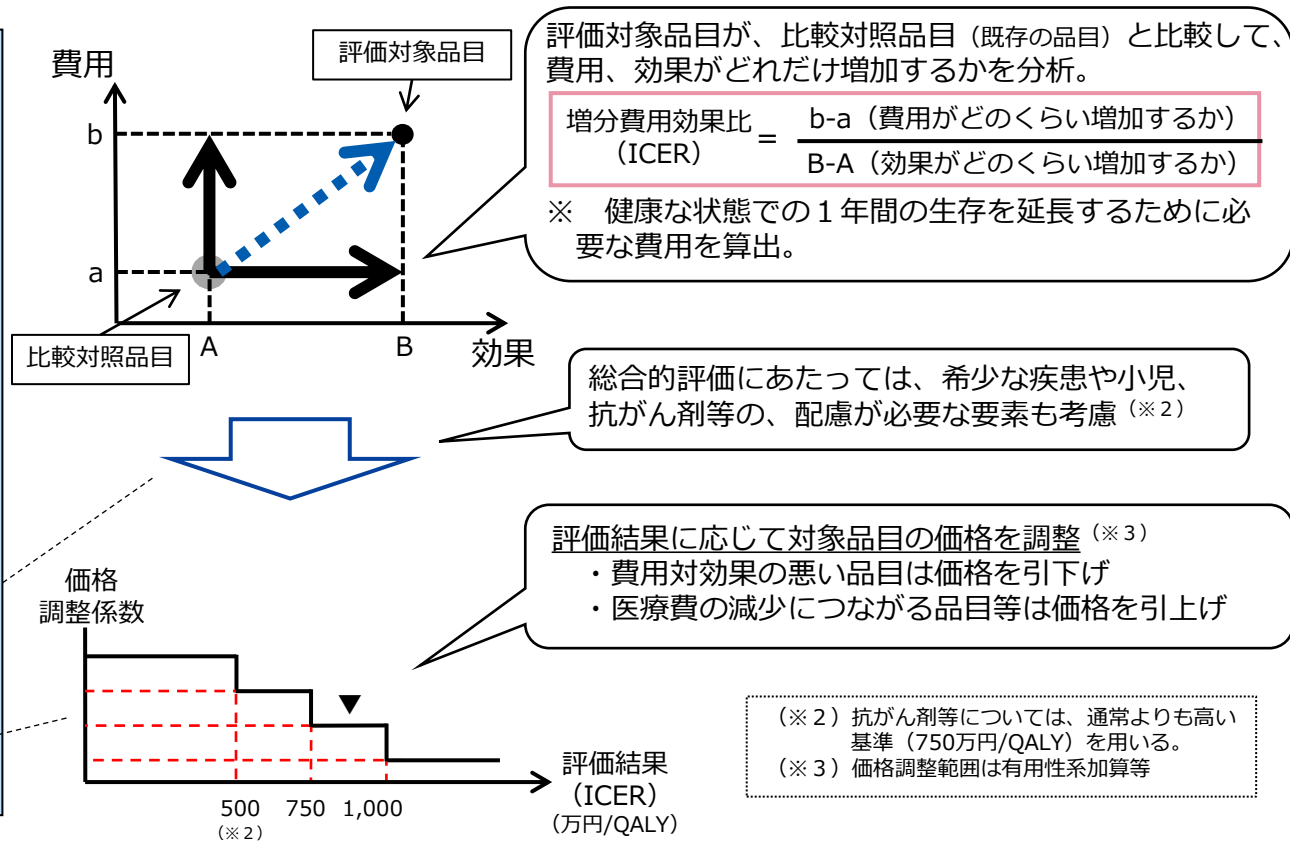 費用
評価対象品目
b
a
比較対照品目
A
B
効果
評価対象品目が、比較対照品目（既存の品目）と比較して、
費用、効果がどれだけ増加するかを分析。
増分費用効果比
（ICER）
=
b-a（費用がどのくらい増加するか）
B-A（効果がどのくらい増加するか）
※　健康な状態での１年間の生存を延長するために必
要な費用を算出。
総合的評価にあたっては、希少な疾患や小児、
抗がん剤等の、配慮が必要な要素も考慮（※２）
評価結果に応じて対象品目の価格を調整（※３）
・費用対効果の悪い品目は価格を引下げ
・医療費の減少につながる品目等は価格を引上げ
価格
調整係数
▼
500 750 1,000
（※２）
評価結果
（ICER）
（万円/QALY）
（※２）抗がん剤等については、通常よりも高い
基準（750万円/QALY）を用いる。
（※３）価格調整範囲は有用性系加算等